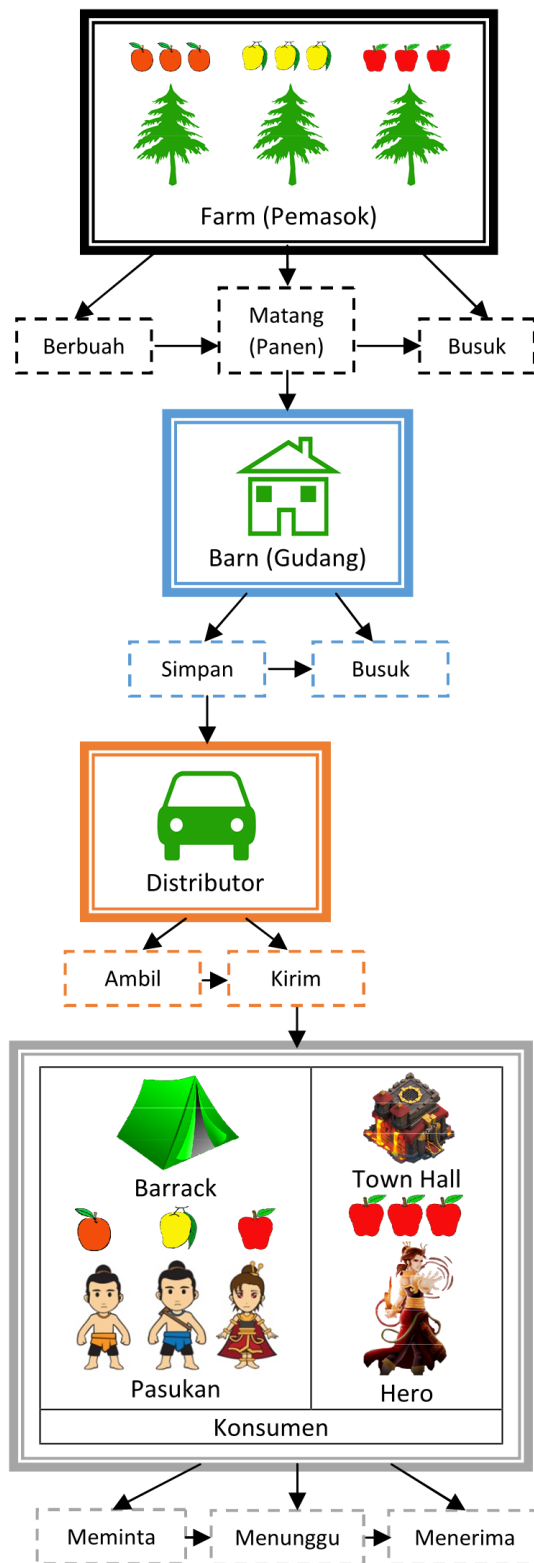 Farm (Pemasok)
Berbuah
Matang
(Panen)
Busuk
Barn (Gudang)
Simpan
Busuk
Distributor
Ambil
Kirim
Barrack
Town Hall
Pasukan
Hero
Konsumen
Meminta
Menunggu
Menerima